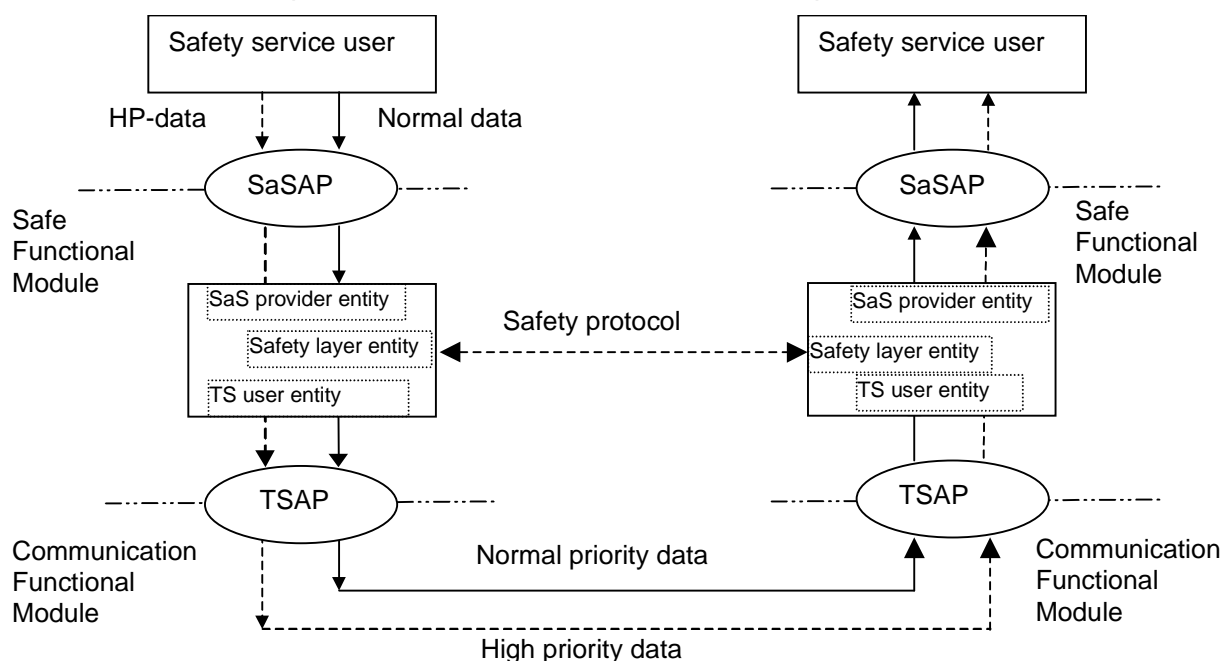 Safety service user
Safety service user
HP-data
Normal data
SaSAP
SaSAP
Safe
Functional
Module
Safe
Functional
Module
SaS provider entity
Safety layer entity
TS user entity
Safety protocol
SaS provider entity
Safety layer entity
TS user entity
TSAP
TSAP
Communication
Functional
Module
Normal priority data
Communication
Functional
Module
High priority data